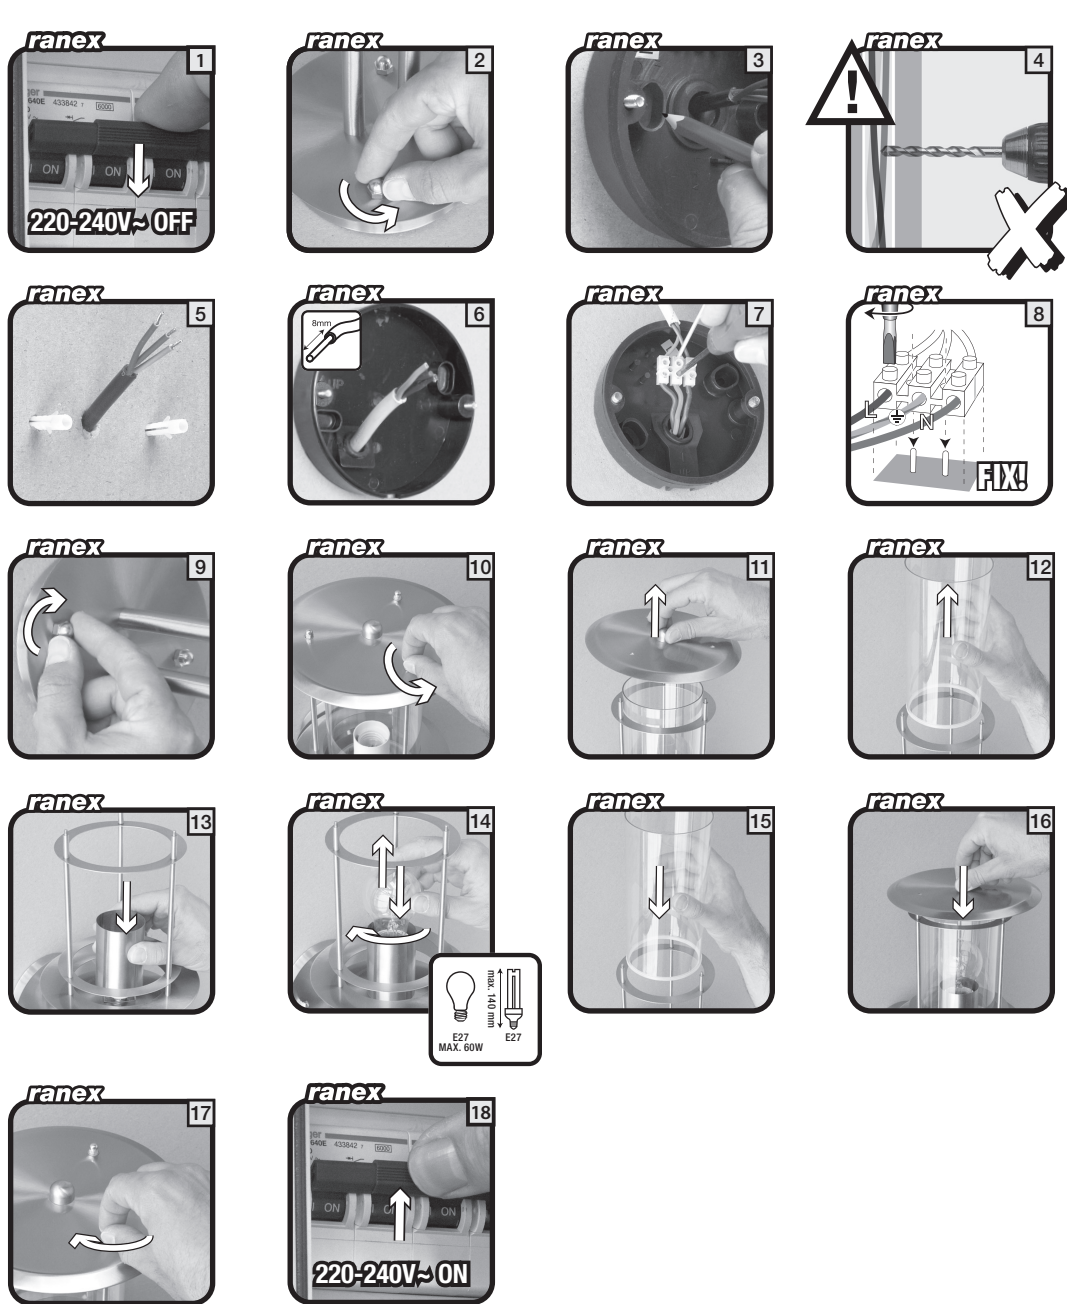 ranex
1
ger
640E 433842 6000
ON ON ON
220-240V~ OFF
ranex
2
ranex
3
ranex
4
!
ranex
5
ranex
6
8mm
UP
ranex
7
ranex
8
L
N
FIX!
ranex
9
ranex
10
ranex
11
ranex
12
ranex
13
ranex
14
max. 140 mm
E27
MAX. 60W
E27
ranex
15
ranex
16
ranex
17
ranex
18
ger
640E 433842 6000
ON ON
220-240V~ ON